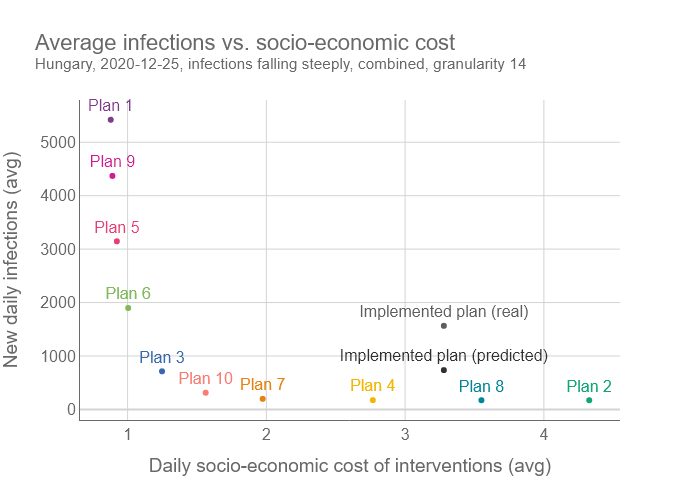 Average infections vs. socio-economic cost
Hungary, 2020-12-25, infections falling steeply, combined, granularity 14
Plan 1
5000
Plan 9
4000
Plan 5
3000
Plan 6
2000
Implemented plan (real)
1000
Plan 3
Implemented plan (predicted)
Plan 10
Plan 7
Plan 4
Plan 8
Plan 2
0
1 2 3 4
New daily infections (avg)
Daily socio-economic cost of interventions (avg)